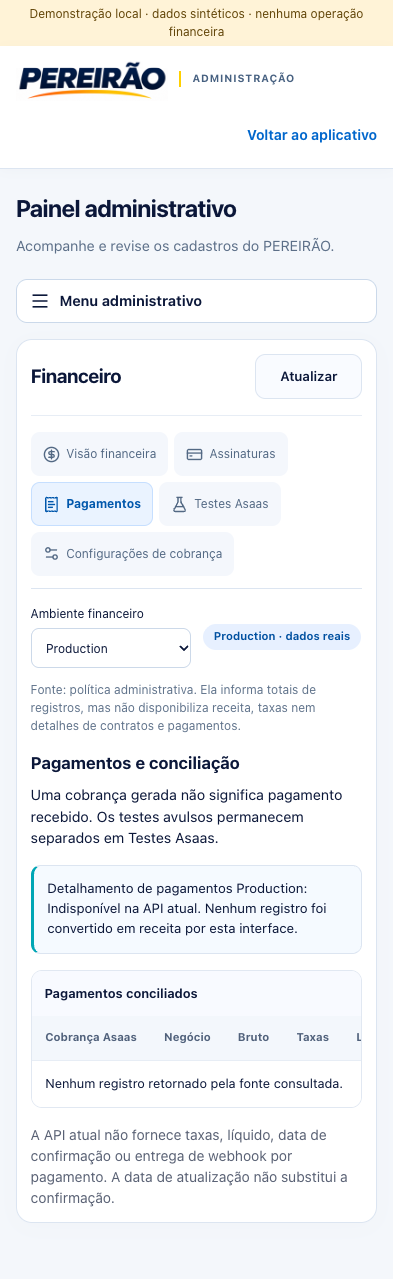 Demonstração local · dados sintéticos · nenhuma operação
financeira
PEREIRÃO
ADMINISTRAÇÃO
Voltar ao aplicativo
Painel administrativo
Acompanhe e revise os cadastros do PEREIRÃO.
Menu administrativo
Financeiro
Atualizar
Visão financeira
Assinaturas
Pagamentos
Testes Asaas
Configurações de cobrança
Ambiente financeiro
Production
Production · dados reais
Fonte: política administrativa. Ela informa totais de
registros, mas não disponibiliza receita, taxas nem
detalhes de contratos e pagamentos.
Pagamentos e conciliação
Uma cobrança gerada não significa pagamento
recebido. Os testes avulsos permanecem
separados em Testes Asaas.
Detalhamento de pagamentos Production:
Indisponível na API atual. Nenhum registro foi
convertido em receita por esta interface.
Pagamentos conciliados
Cobrança Asaas Negócio Bruto Taxas L
Nenhum registro retornado pela fonte consultada.
A API atual não fornece taxas, líquido, data de
confirmação ou entrega de webhook por
pagamento. A data de atualização não substitui a
confirmação.